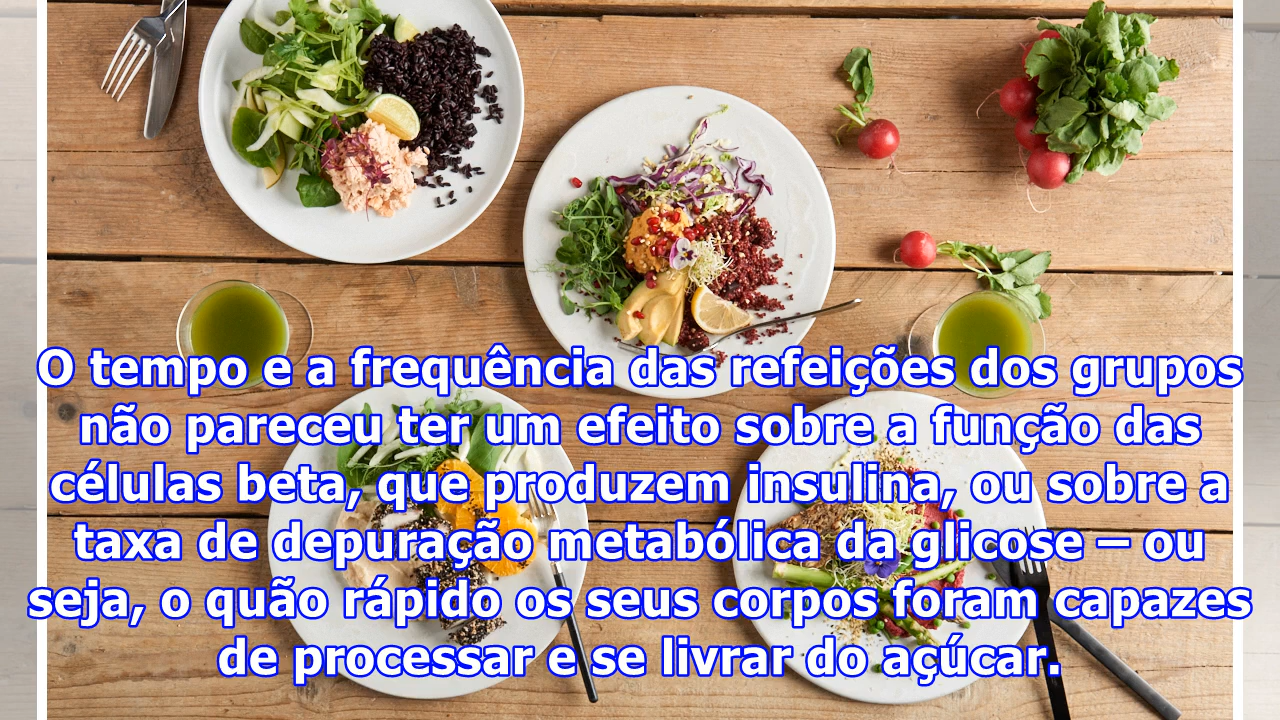 O tempo e a frequência das refeições dos grupos
não pareceu ter um efeito sobre a função das
células beta, que produzem insulina, ou sobre a
taxa de depuração metabólica da glicose – ou
seja, o quão rápido os seus corpos foram capazes
de processar e se livrar do açúcar.